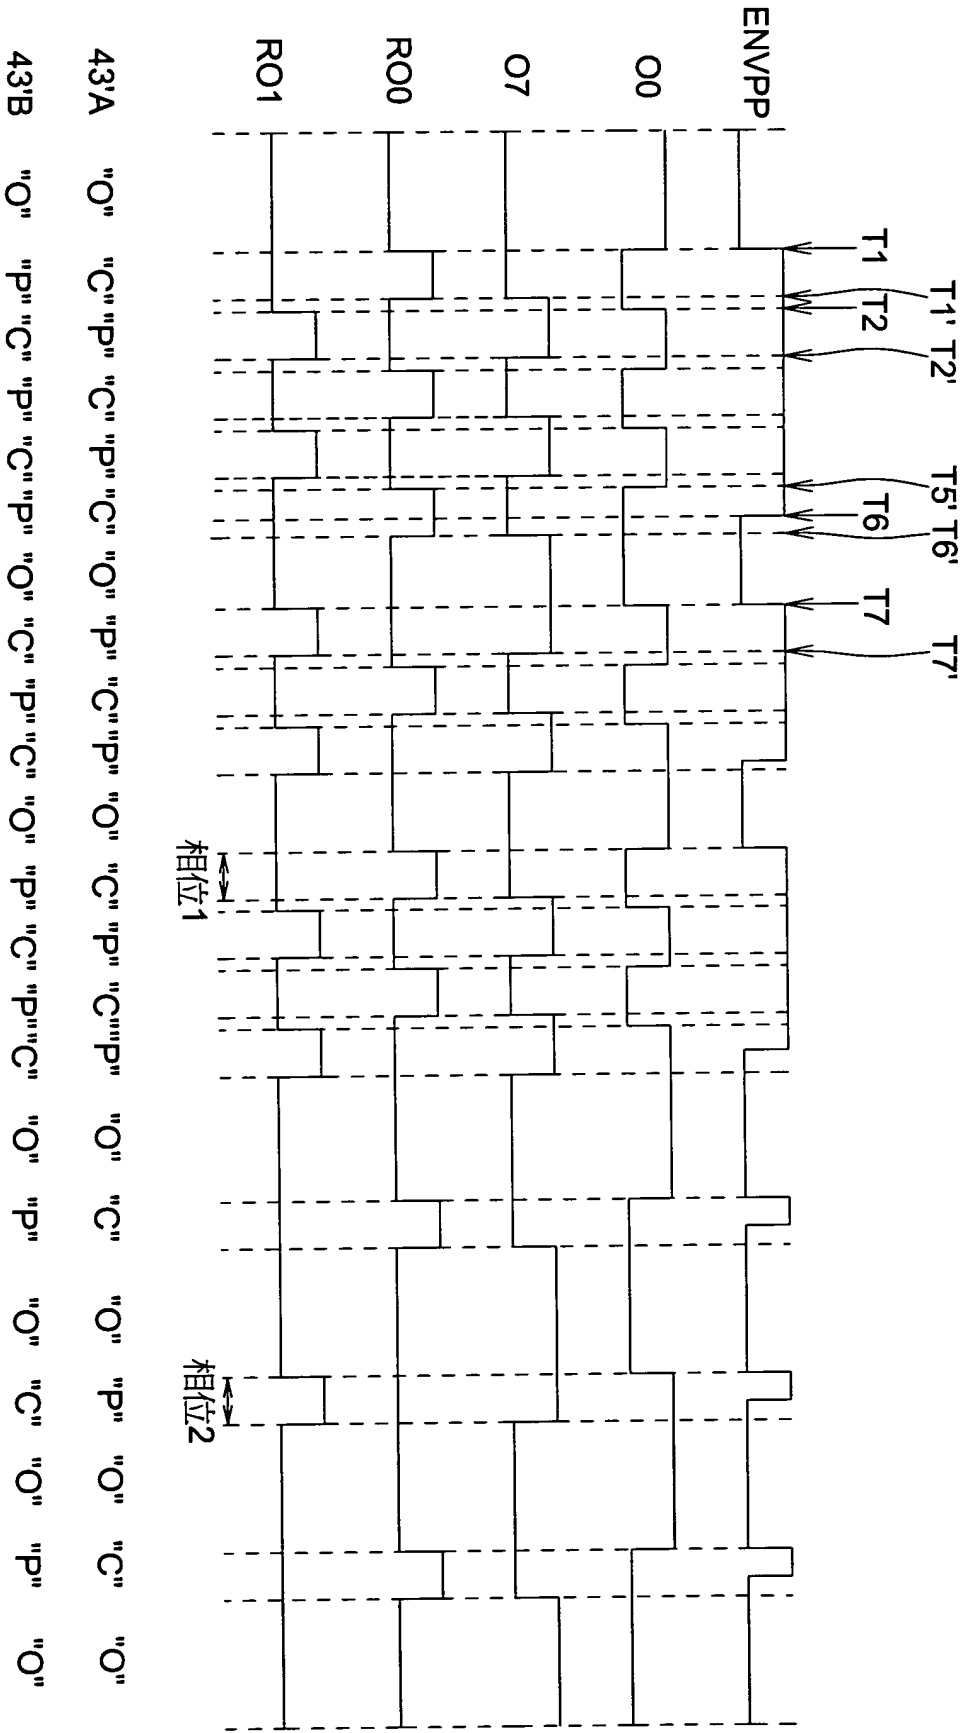 T1' T2' T5' T6' T7'
T1 T2 T6 T7
ENVPP
O0
O7
RO0
RO1
相位1 相位2
43'A "O" "C" "P" "C" "P" "C" "O" "P" "C" "P" "O" "C" "P" "C" "P" "O" "C" "O" "P" "O" "C" "O"
43'B "O" "P" "C" "P" "C" "P" "O" "C" "P" "C" "O" "P" "C" "P" "C" "O" "P" "O" "C" "O" "P" "O"